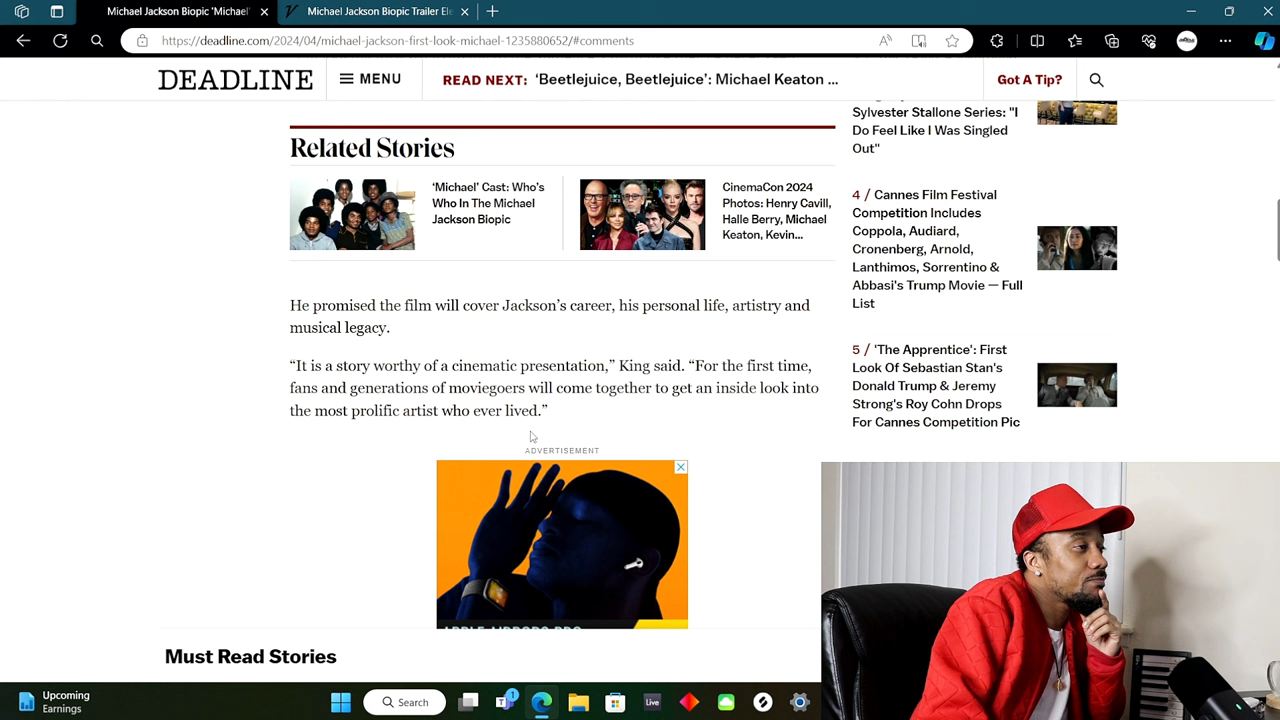 Michael Jackson Biopic 'Michael'
Michael Jackson Biopic Trailer Ele
https://deadline.com/2024/04/michael-jackson-first-look-michael-1235880652/#comments
DEADLINE
MENU
READ NEXT: 'Beetlejuice, Beetlejuice': Michael Keaton ...
Got A Tip?
Related Stories
'Michael' Cast: Who's
Who In The Michael
Jackson Biopic
CinemaCon 2024
Photos: Henry Cavill,
Halle Berry, Michael
Keaton, Kevin...
He promised the film will cover Jackson's career, his personal life, artistry and
musical legacy.
"It is a story worthy of a cinematic presentation," King said. "For the first time,
fans and generations of moviegoers will come together to get an inside look into
the most prolific artist who ever lived."
ADVERTISEMENT
Must Read Stories
Sylvester Stallone Series: "I
Do Feel Like I Was Singled
Out"
4 / Cannes Film Festival
Competition Includes
Coppola, Audiard,
Cronenberg, Arnold,
Lanthimos, Sorrentino &
Abbasi's Trump Movie — Full
List
5 / 'The Apprentice': First
Look Of Sebastian Stan's
Donald Trump & Jeremy
Strong's Roy Cohn Drops
For Cannes Competition Pic
Upcoming
Earnings
Search
1
Live